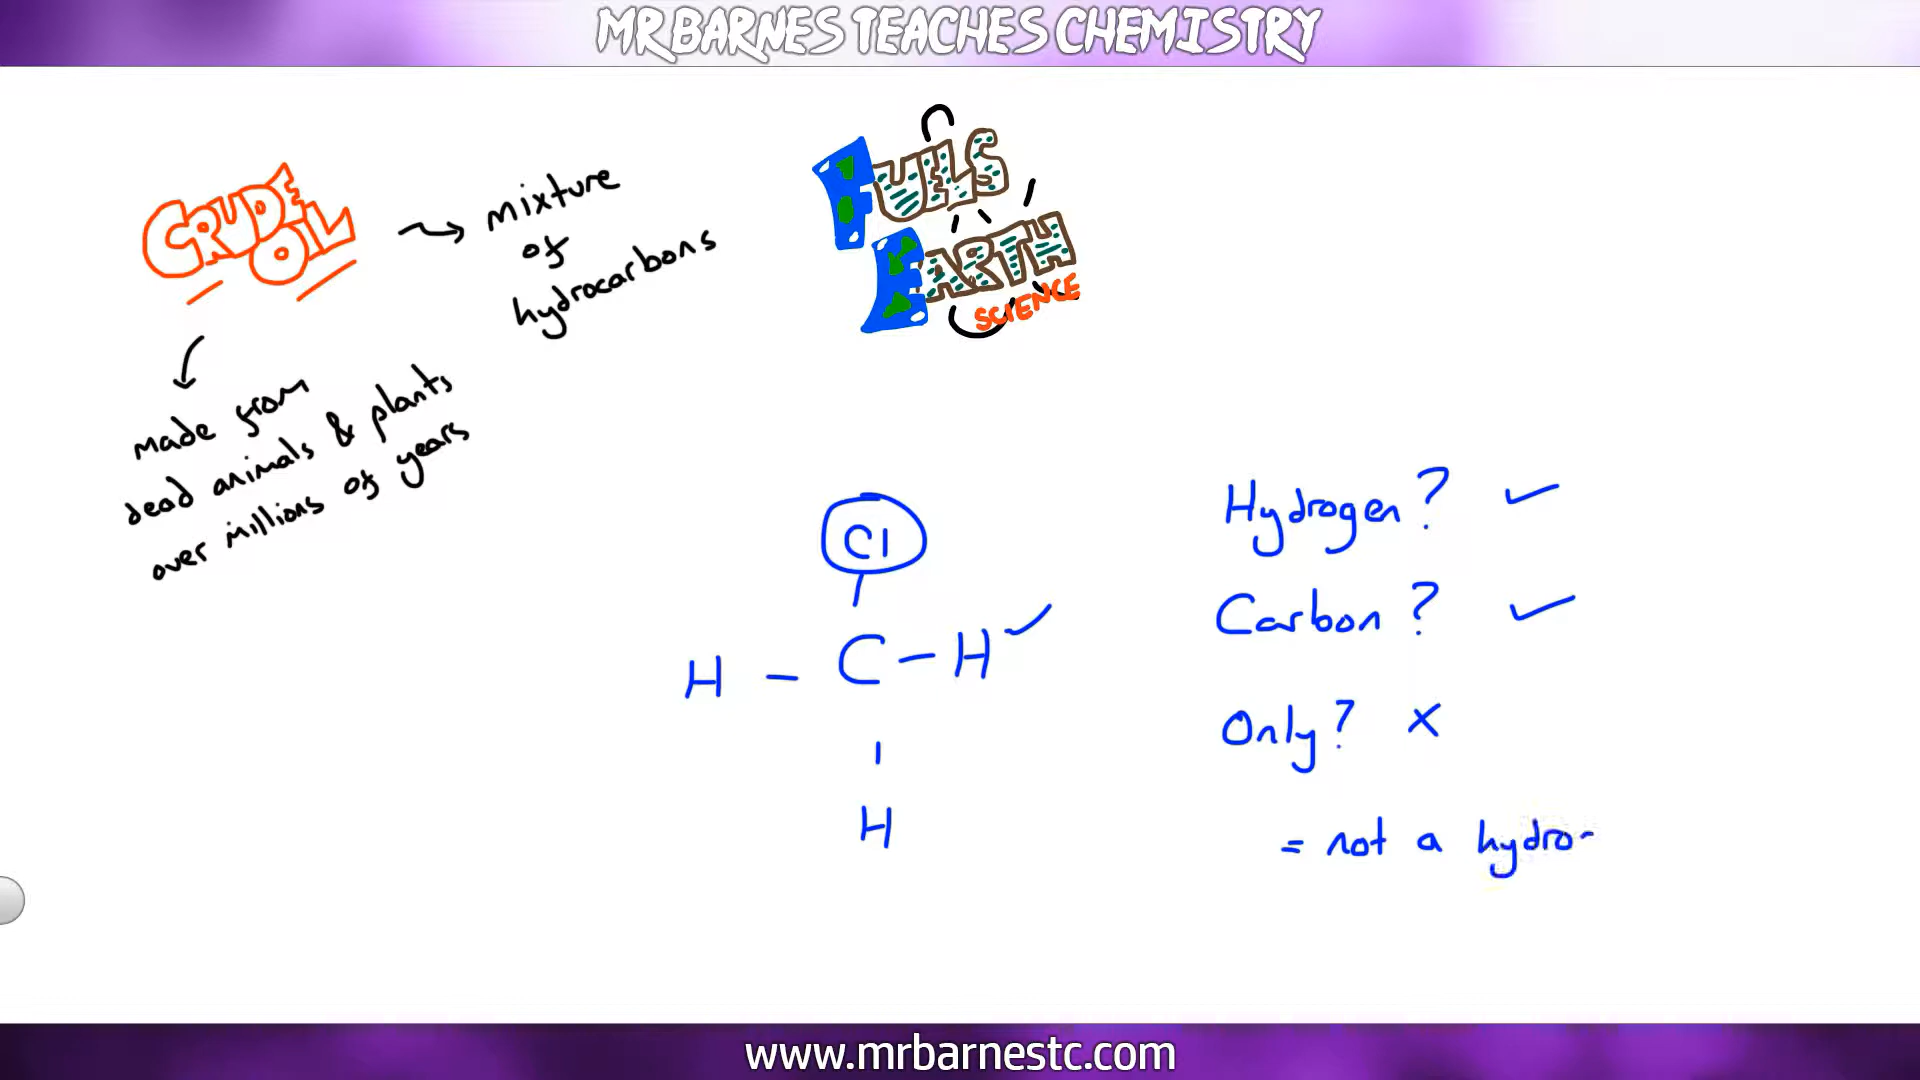 MR BARNES TEACHES CHEMISTRY
CRUDE
OIL
mixture
of
hydrocarbons
FUELS
EARTH
SCIENCE
made from
dead animals & plants
over millions of years
Cl
H - C - H ✓
H
Hydrogen? ✓
Carbon? ✓
Only? x
= not a hydro-
www.mrbarnestc.com